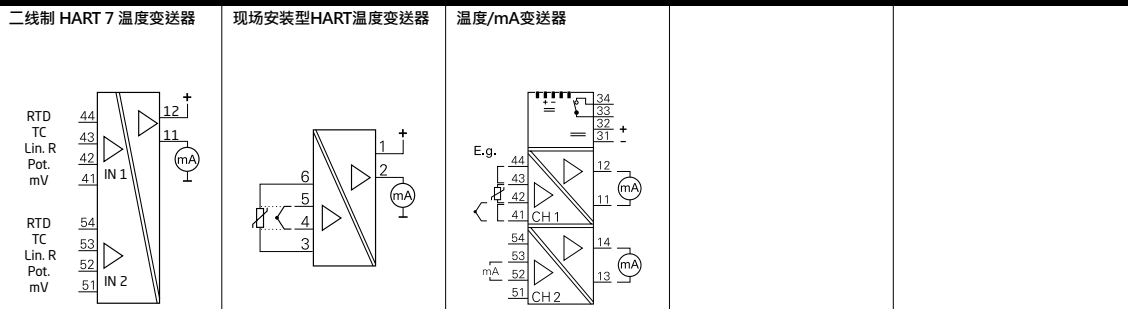 二线制 HART 7 温度变送器
RTD
TC
Lin. R
Pot.
mV
44
43
42
41
IN 1
12
+
11
mA
RTD
TC
Lin. R
Pot.
mV
54
53
52
51
IN 2
现场安装型HART温度变送器
6
5
4
3
1
+
2
mA
温度/mA变送器
+ -
34
33
32 +
31 -
E.g.
44
43
42
41
CH 1
12
11
mA
54
53
52
51
mA
CH 2
14
13
mA